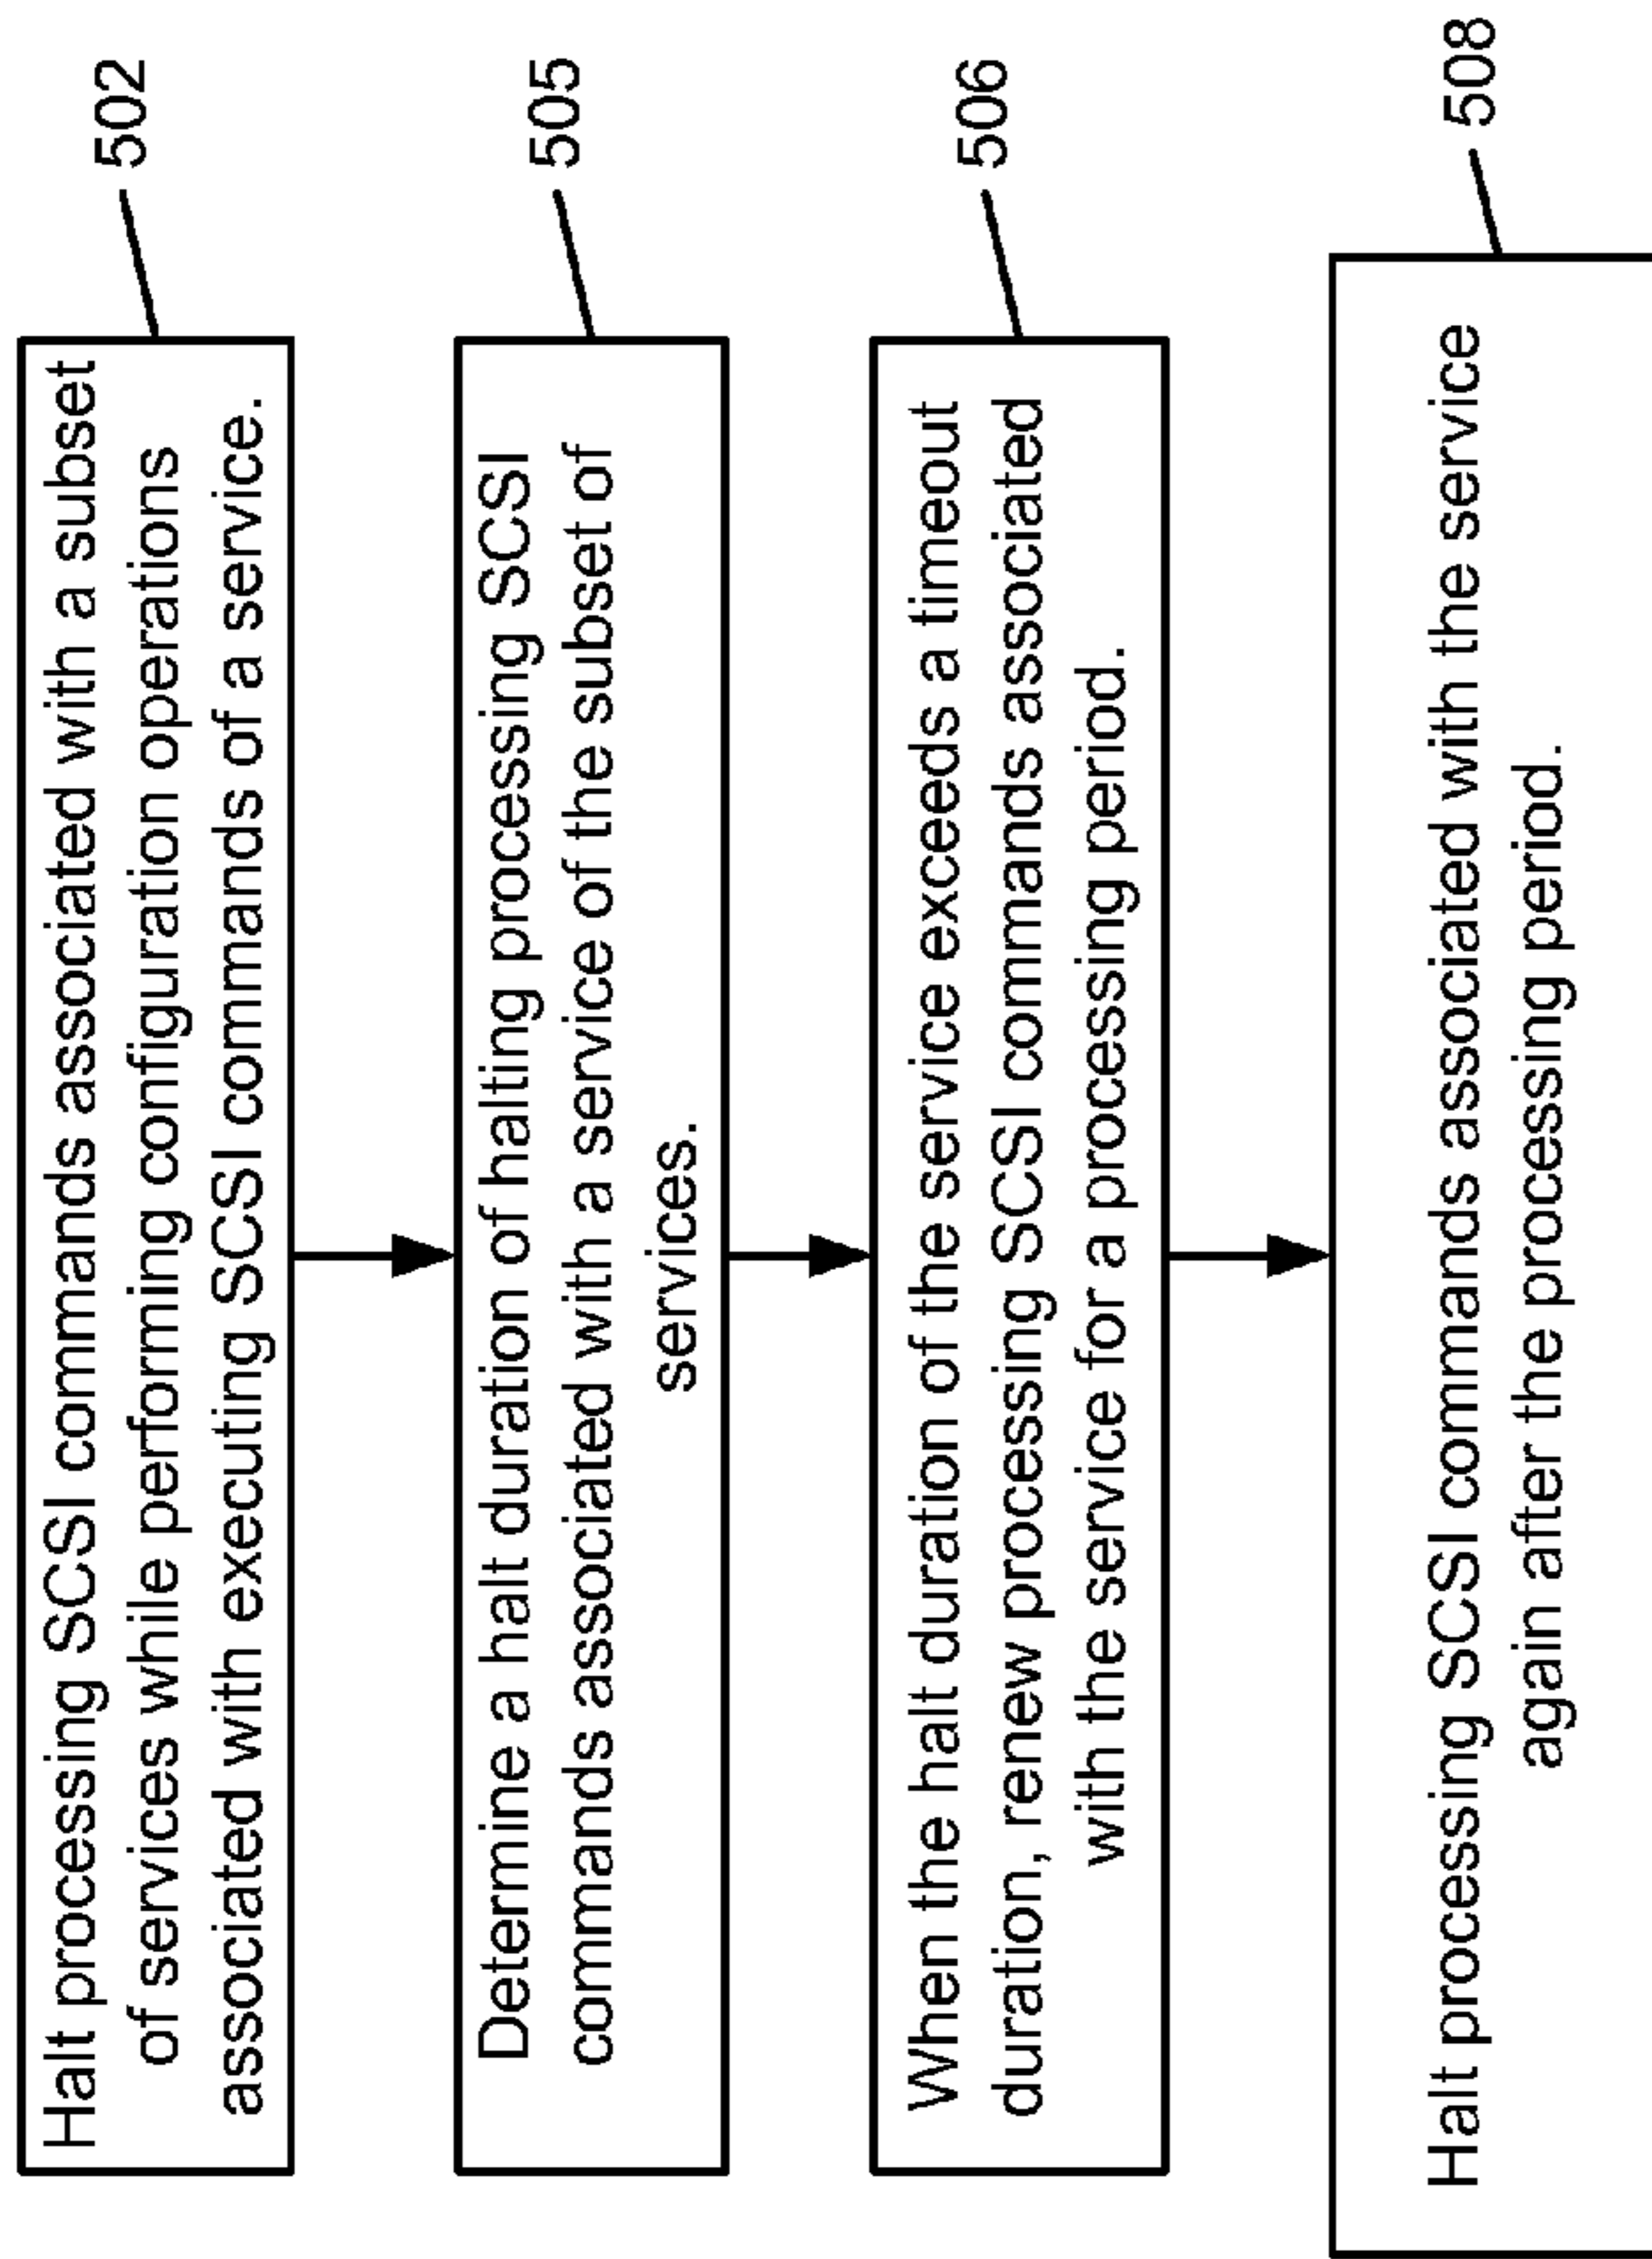 Halt processing SCSI commands associated with a subset
of services while performing configuration operations
associated with executing SCSI commands of a service.
502
Determine a halt duration of halting processing SCSI
commands associated with a service of the subset of
services.
505
When the halt duration of the service exceeds a timeout
duration, renew processing SCSI commands associated
with the service for a processing period.
506
Halt processing SCSI commands associated with the service
again after the processing period.
508